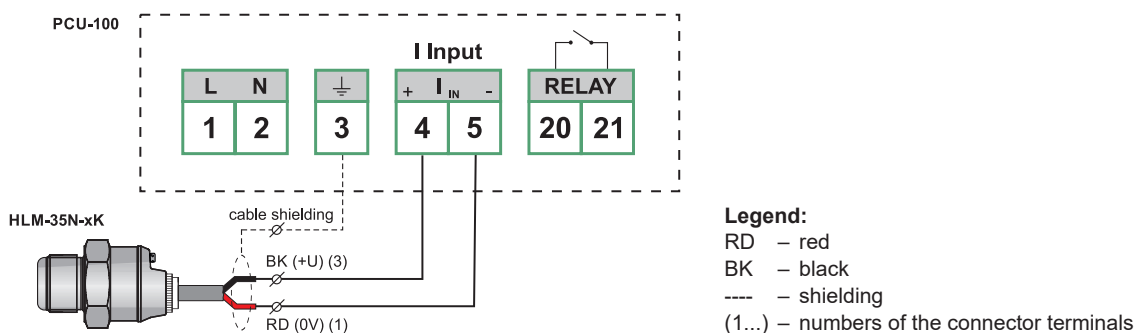 PCU-100
I Input
L N
⏚
+ I IN -
RELAY
1 2
3
4 5
20 21
HLM-35N-xK
cable shielding
BK (+U) (3)
RD (0V) (1)
Legend:
RD – red
BK – black
---- – shielding
(1...) – numbers of the connector terminals